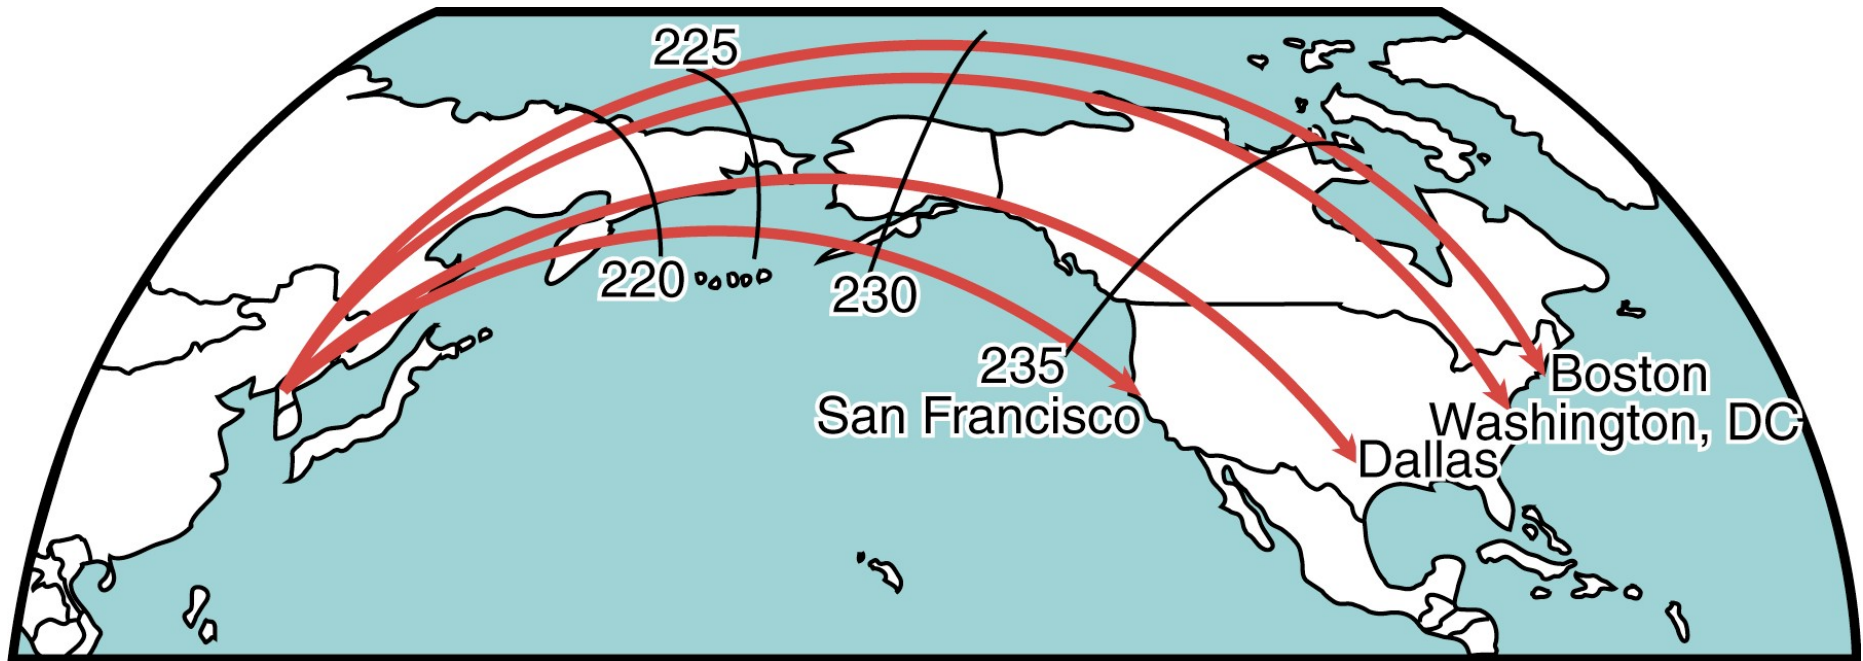 225
220
230
235
San Francisco
Boston
Washington, DC
Dallas